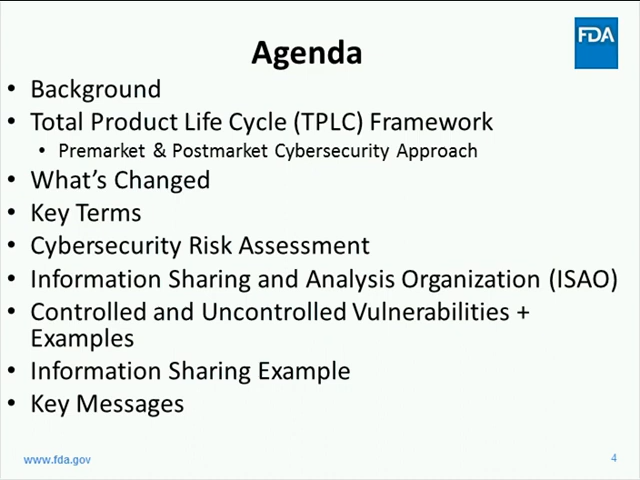 FDA
Agenda
• Background
• Total Product Life Cycle (TPLC) Framework
• Premarket & Postmarket Cybersecurity Approach
• What's Changed
• Key Terms
• Cybersecurity Risk Assessment
• Information Sharing and Analysis Organization (ISAO)
• Controlled and Uncontrolled Vulnerabilities +
Examples
• Information Sharing Example
• Key Messages
www.fda.gov
4